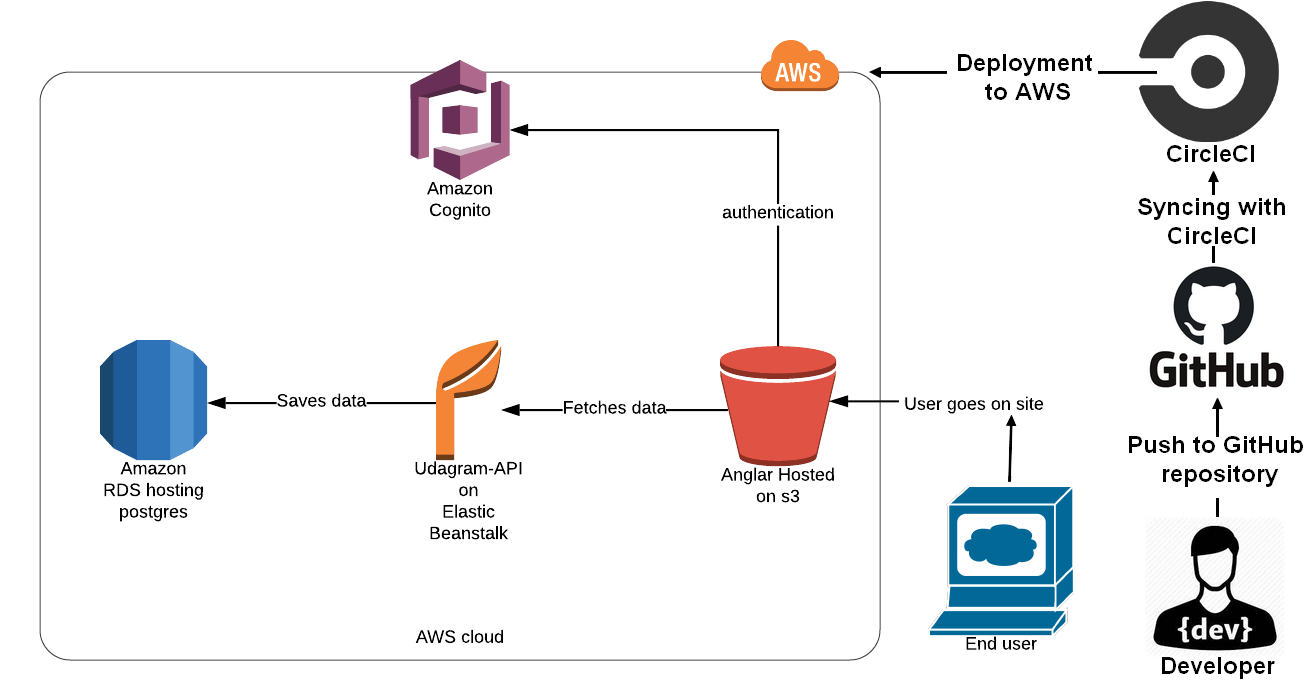 AWS
Deployment
to AWS
CircleCI
Amazon
Cognito
authentication
Syncing with
CircleCI
GitHub
Saves data
Fetches data
User goes on site
Push to GitHub
repository
Amazon
RDS hosting
postgres
Udagram-API
on
Elastic
Beanstalk
Anglar Hosted
on s3
{dev}
Developer
End user
AWS cloud